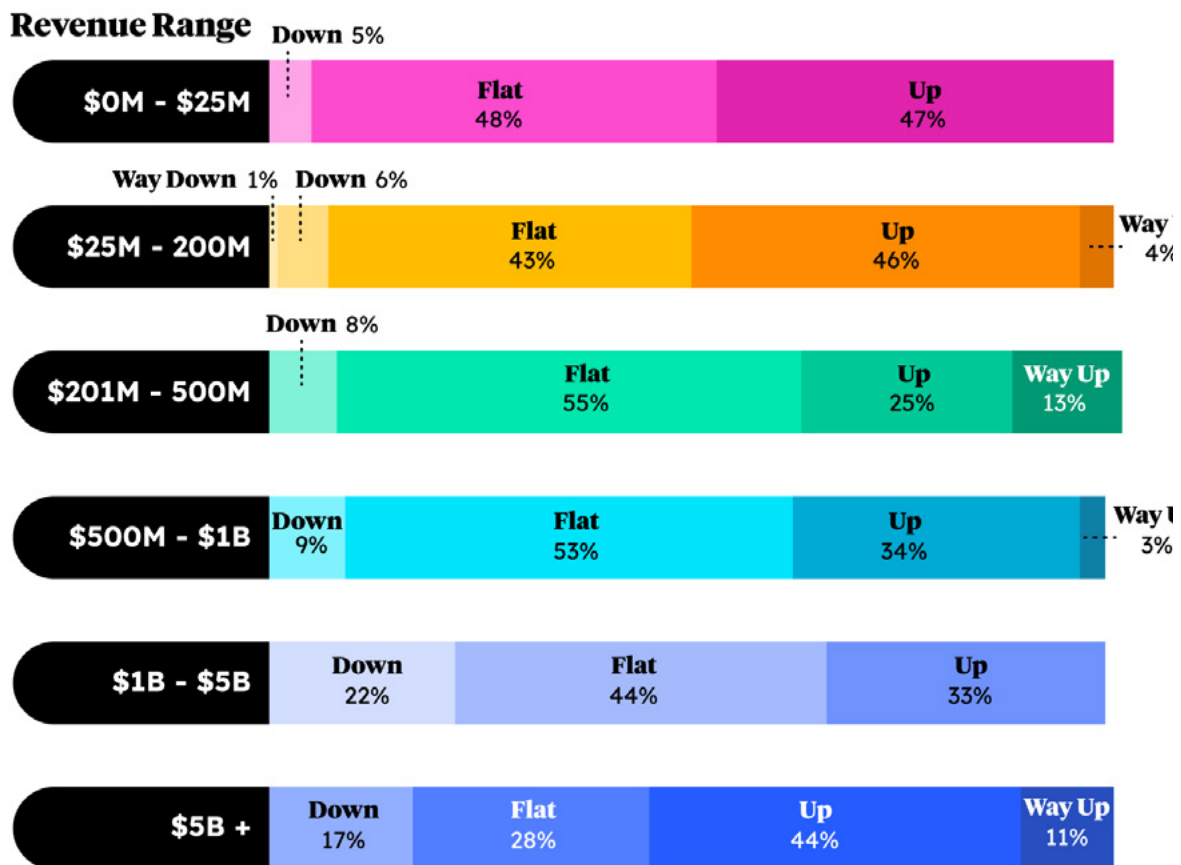 Revenue Range
Down 5%
$0M - $25M
Flat
48%
Up
47%
Way Down 1%
Down 6%
$25M - 200M
Flat
43%
Up
46%
Way
4%
Down 8%
$201M - 500M
Flat
55%
Up
25%
Way Up
13%
$500M - $1B
Down
9%
Flat
53%
Up
34%
Way U
3%
$1B - $5B
Down
22%
Flat
44%
Up
33%
$5B +
Down
17%
Flat
28%
Up
44%
Way Up
11%